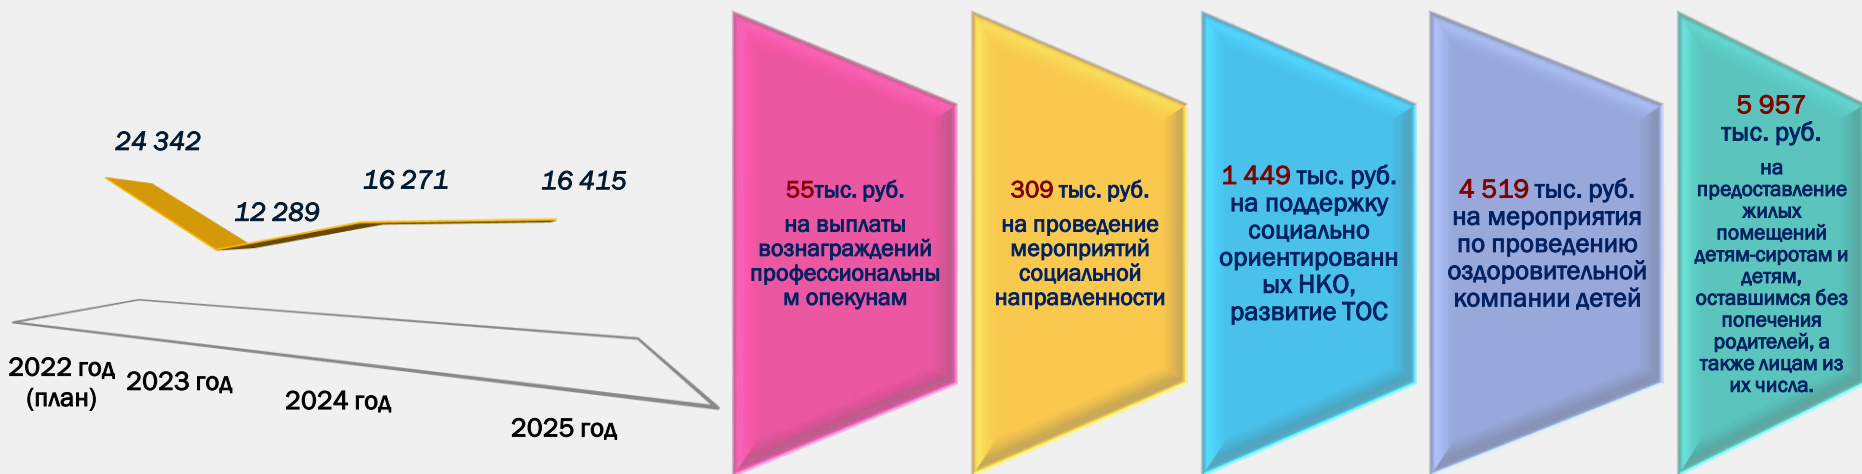 24 342
12 289
16 271
16 415
2022 год
(план)
2023 год
2024 год
2025 год
55тыс. руб.
на выплаты
вознаграждений
профессиональны
м опекунам
309 тыс. руб.
на проведение
мероприятий
социальной
направленности
1 449 тыс. руб.
на поддержку
социально
ориентированн
ых НКО,
развитие ТОС
4 519 тыс. руб.
на мероприятия
по проведению
оздоровительной
компании детей
5 957
тыс. руб.
на
предоставление
жилых
помещений
детям-сиротам и
детям,
оставшимся без
попечения
родителей, а
также лицам из
их числа.